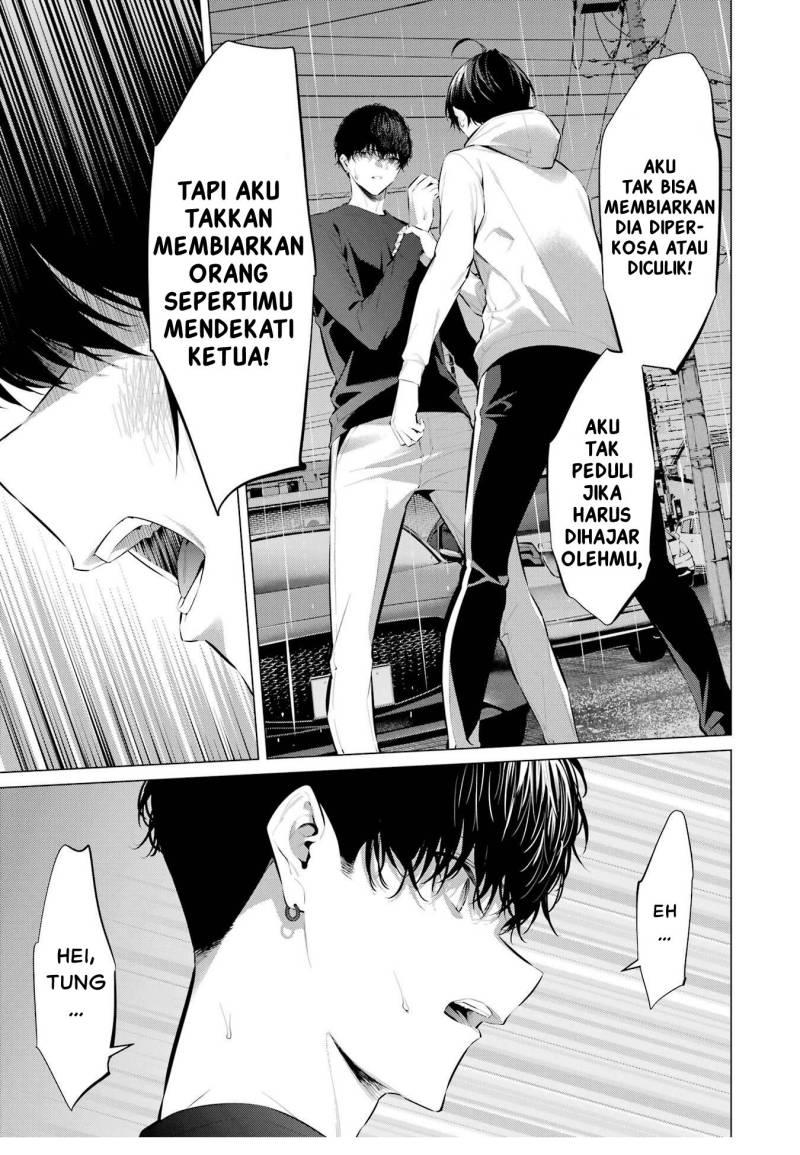 AKU
TAK BISA
MEMBIARKAN
DIA DIPER-
KOSA ATAU
DICULIK!
AKU
TAK
PEDULI
JIKA
HARUS
DIHAJAR
OLEHMU,
TAPI AKU
TAKKAN
MEMBIARKAN
ORANG
SEPERTIMU
MENDEKATI
KETUA!
EH
...
HEI,
TUNG
...